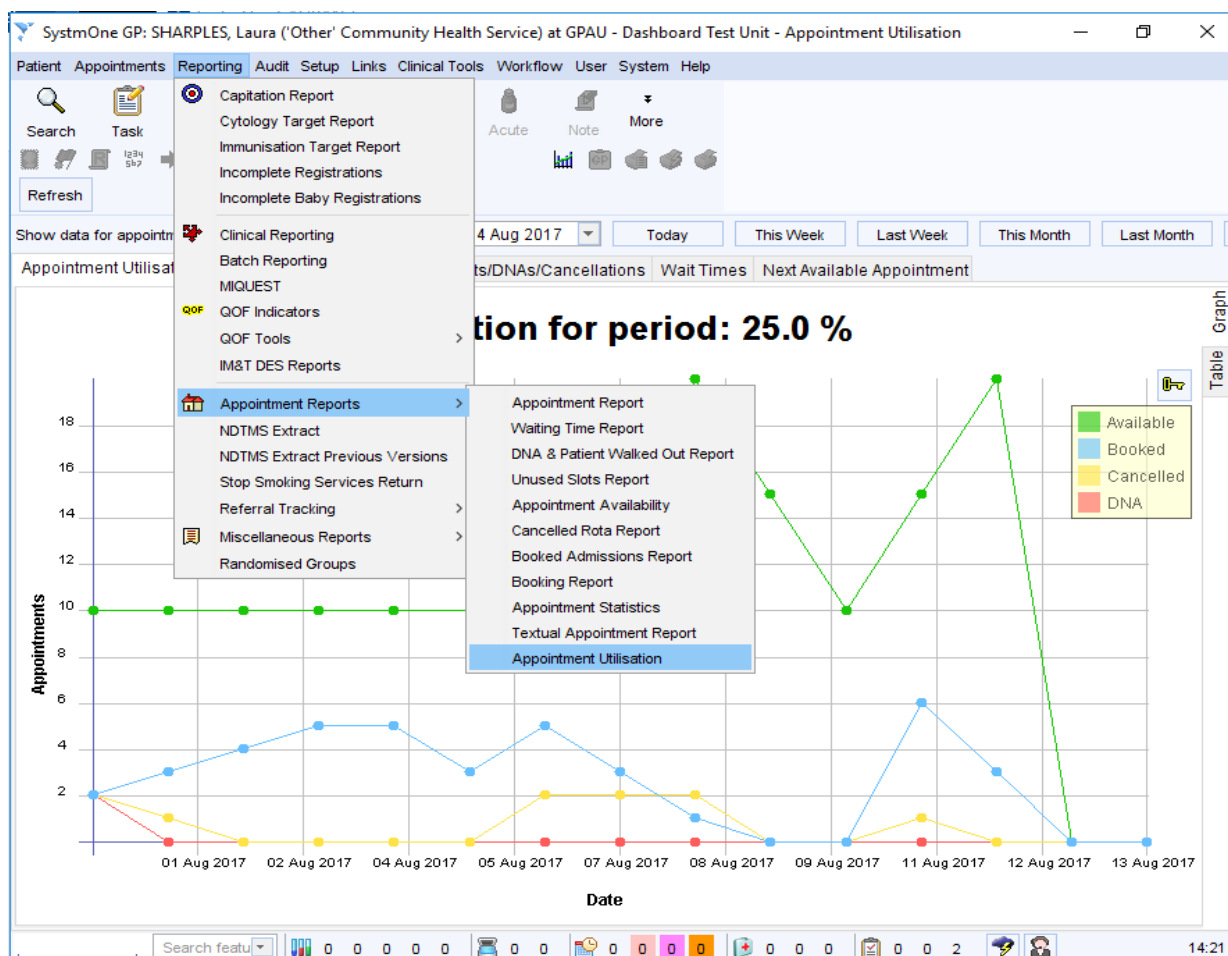 SystmOne GP: SHARPLES, Laura ('Other' Community Health Service) at GPAU - Dashboard Test Unit - Appointment Utilisation
Patient Appointments Reporting Audit Setup Links Clinical Tools Workflow User System Help
Search Task Acute Note More
Refresh
Capitation Report
Cytology Target Report
Immunisation Target Report
Incomplete Registrations
Incomplete Baby Registrations
Clinical Reporting
Batch Reporting
MIQUEST
QOF QOF Indicators
QOF Tools
IM&T DES Reports
Appointment Reports
NDTMS Extract
NDTMS Extract Previous Versions
Stop Smoking Services Return
Referral Tracking
Miscellaneous Reports
Randomised Groups
Appointment Report
Waiting Time Report
DNA & Patient Walked Out Report
Unused Slots Report
Appointment Availability
Cancelled Rota Report
Booked Admissions Report
Booking Report
Appointment Statistics
Textual Appointment Report
Appointment Utilisation
Show data for appointm 4 Aug 2017 Today This Week Last Week This Month Last Month
Appointment Utilisat ts/DNAs/Cancellations Wait Times Next Available Appointment
tion for period: 25.0 %
Graph
Table
Available
Booked
Cancelled
DNA
18
16
14
12
10
8
6
4
2
Appointments
01 Aug 2017 02 Aug 2017 04 Aug 2017 05 Aug 2017 07 Aug 2017 08 Aug 2017 09 Aug 2017 11 Aug 2017 12 Aug 2017 13 Aug 2017
Date
Search featu 0 0 0 0 0 0 0 0 0 0 0 0 0 0 0 0 2 14:21